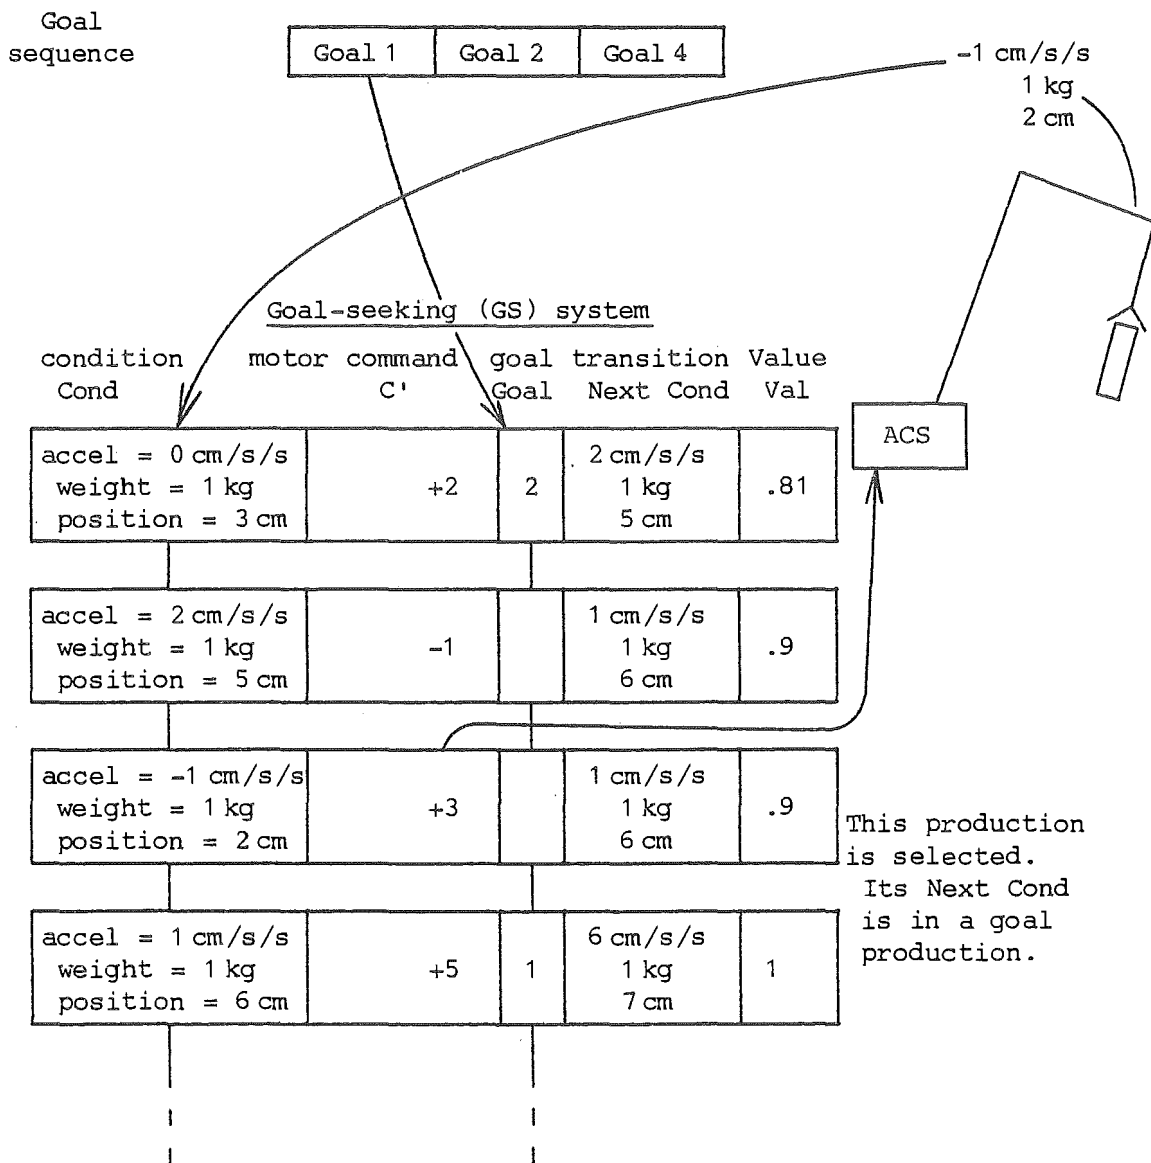 Goal
sequence
Goal 1 Goal 2 Goal 4
-1 cm/s/s
1 kg
2 cm
Goal-seeking (GS) system
condition motor command goal transition Value
Cond C' Goal Next Cond Val
ACS
accel = 0 cm/s/s
weight = 1 kg
position = 3 cm
+2
2
2 cm/s/s
1 kg
5 cm
.81
accel = 2 cm/s/s
weight = 1 kg
position = 5 cm
-1
1 cm/s/s
1 kg
6 cm
.9
accel = -1 cm/s/s
weight = 1 kg
position = 2 cm
+3
1 cm/s/s
1 kg
6 cm
.9
This production
is selected.
Its Next Cond
is in a goal
production.
accel = 1 cm/s/s
weight = 1 kg
position = 6 cm
+5
1
6 cm/s/s
1 kg
7 cm
1